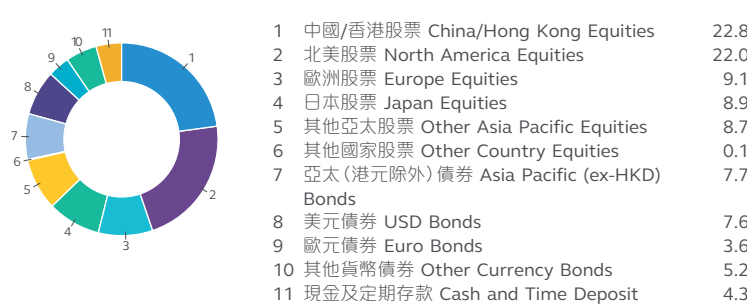 1 中國/香港股票 China/Hong Kong Equities 22.8
2 北美股票 North America Equities 22.0
3 歐洲股票 Europe Equities 9.1
4 日本股票 Japan Equities 8.9
5 其他亞太股票 Other Asia Pacific Equities 8.7
6 其他國家股票 Other Country Equities 0.1
7 亞太(港元除外)債券 Asia Pacific (ex-HKD) 7.7
Bonds
8 美元債券 USD Bonds 7.6
9 歐元債券 Euro Bonds 3.6
10 其他貨幣債券 Other Currency Bonds 5.2
11 現金及定期存款 Cash and Time Deposit 4.3
1
2
3
4
5
6
7
8
9
10
11